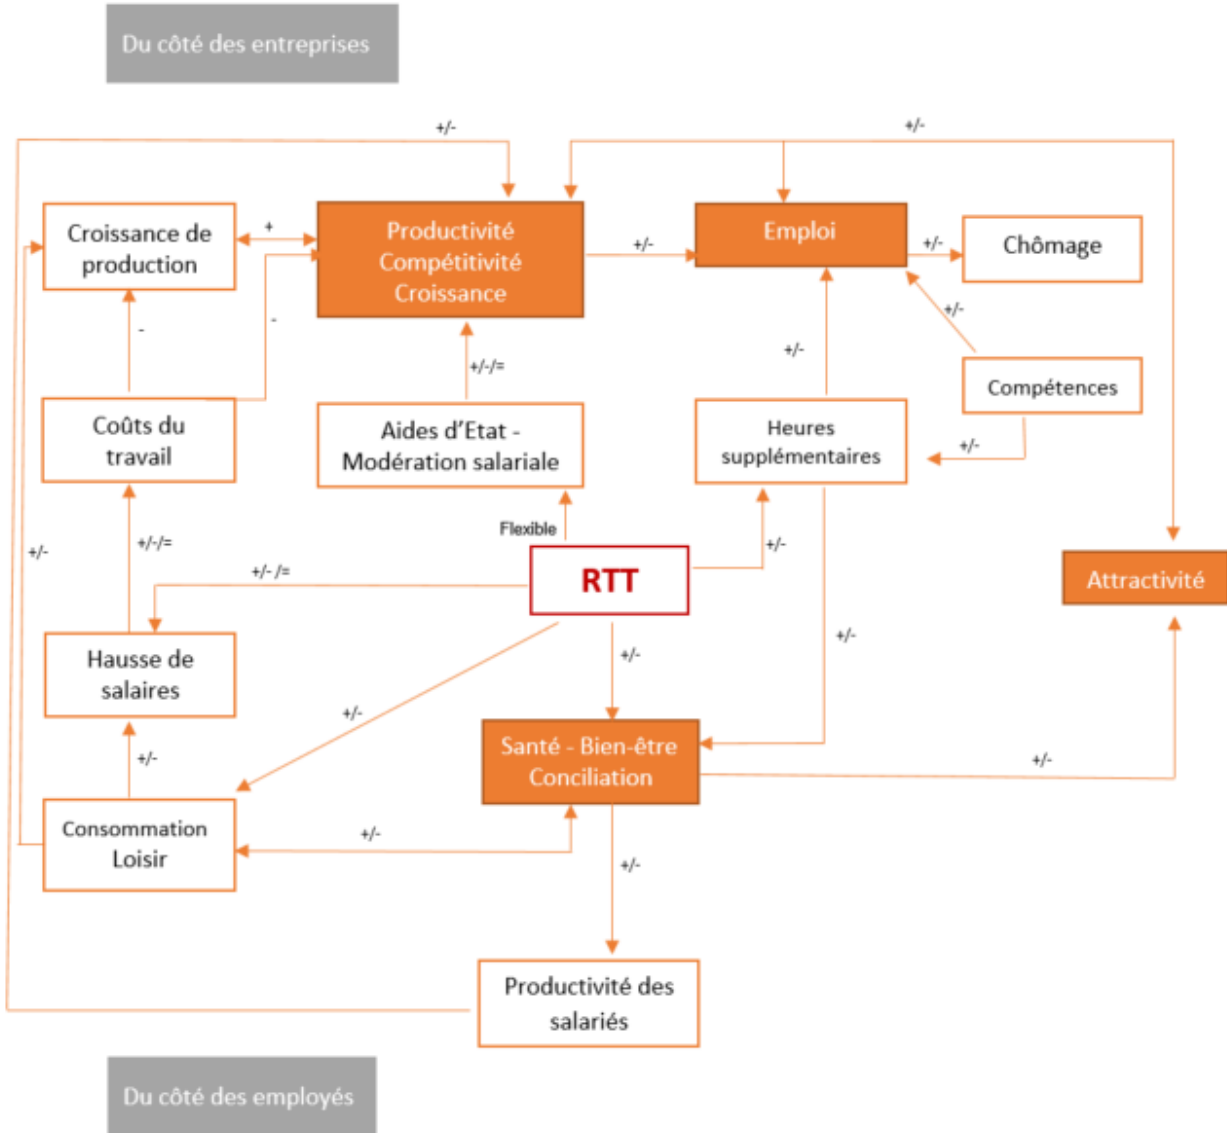 Du côté des entreprises
+/-
+/-
Croissance de
production
+
Productivité
Compétitivité
Croissance
+/-
Emploi
+/-
Chômage
-
-
+/-/=
+/-
+/-
Compétences
Coûts du
travail
Aides d'Etat -
Modération salariale
Heures
supplémentaires
+/-
Flexible
+/-
+/-/=
+/- /=
RTT
+/-
Attractivité
Hausse de
salaires
+/-
+/-
+/-
+/-
Santé - Bien-être
Conciliation
+/-
+/-
Consommation
Loisir
+/-
+/-
Productivité des
salariés
Du côté des employés